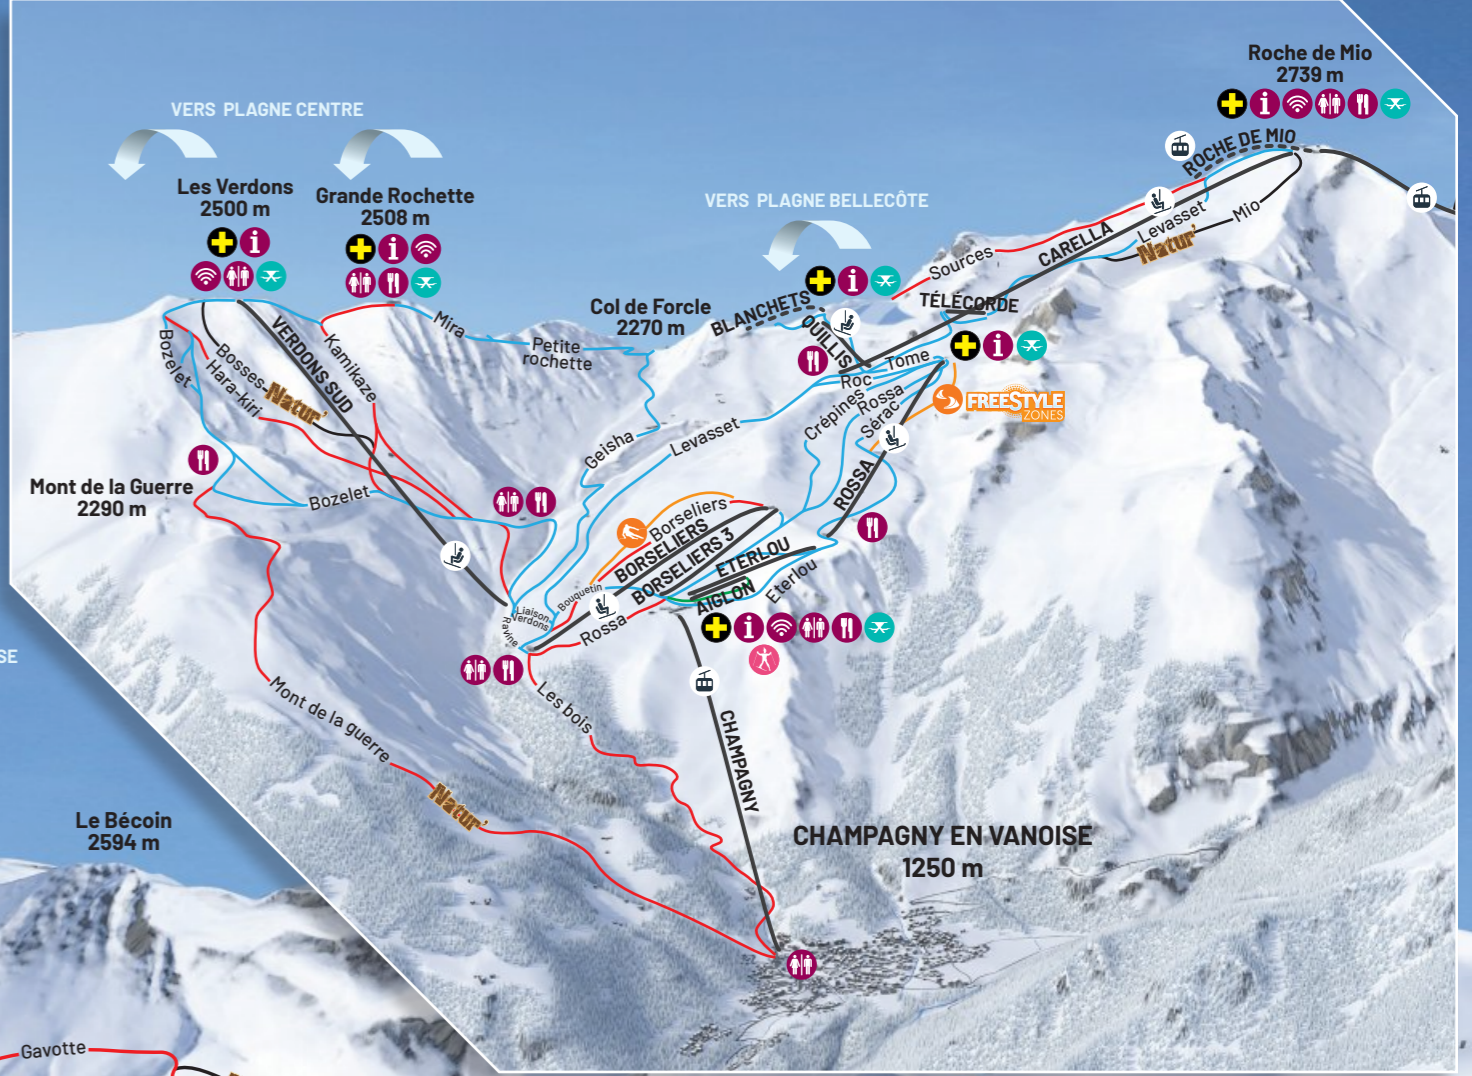 Roche de Mio
2739 m
ROCHE DE MIO
VERS PLAGNE CENTRE
Les Verdons
2500 m
Grande Rochette
2508 m
VERS PLAGNE BELLECÔTE
Col de Forcle
2270 m
BLANCHETS
OUILLIS
Sources
CARELLA
Levasset
Mio
Natur'
TÉLÉCORDE
Bozelet
Bosses
Hara-kiri
Natur'
VERDONS SUD
Kamikaze
Mira
Petite
rochette
Tome
Roc
Rossa
Crépines
Sérac
FREESTYLE
ZONES
Geisha
Levasset
ROSSA
Mont de la Guerre
2290 m
Bozelet
Borseliers
BORSELIERS
BORSELIERS 3
ETERLOU
AIGLON
Eterlou
Bouquetin
Liaison
Verdons
Ravine
Rossa
SE
Les bois
Mont de la guerre
Natur'
CHAMPAGNY
Le Bécoin
2594 m
CHAMPAGNY EN VANOISE
1250 m
Gavotte